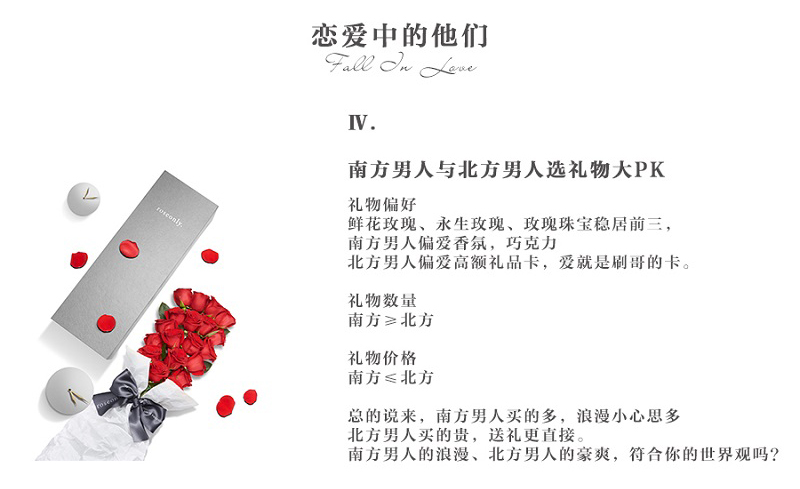 恋爱中的他们
Fall In Love
Ⅳ.
南方男人与北方男人选礼物大PK
礼物偏好
鲜花玫瑰、永生玫瑰、玫瑰珠宝稳居前三，
南方男人偏爱香氛，巧克力
北方男人偏爱高额礼品卡，爱就是刷哥的卡。
礼物数量
南方≥北方
礼物价格
南方≤北方
总的说来，南方男人买的多，浪漫小心思多
北方男人买的贵，送礼更直接。
南方男人的浪漫、北方男人的豪爽，符合你的世界观吗？
roseonly.
roseonly